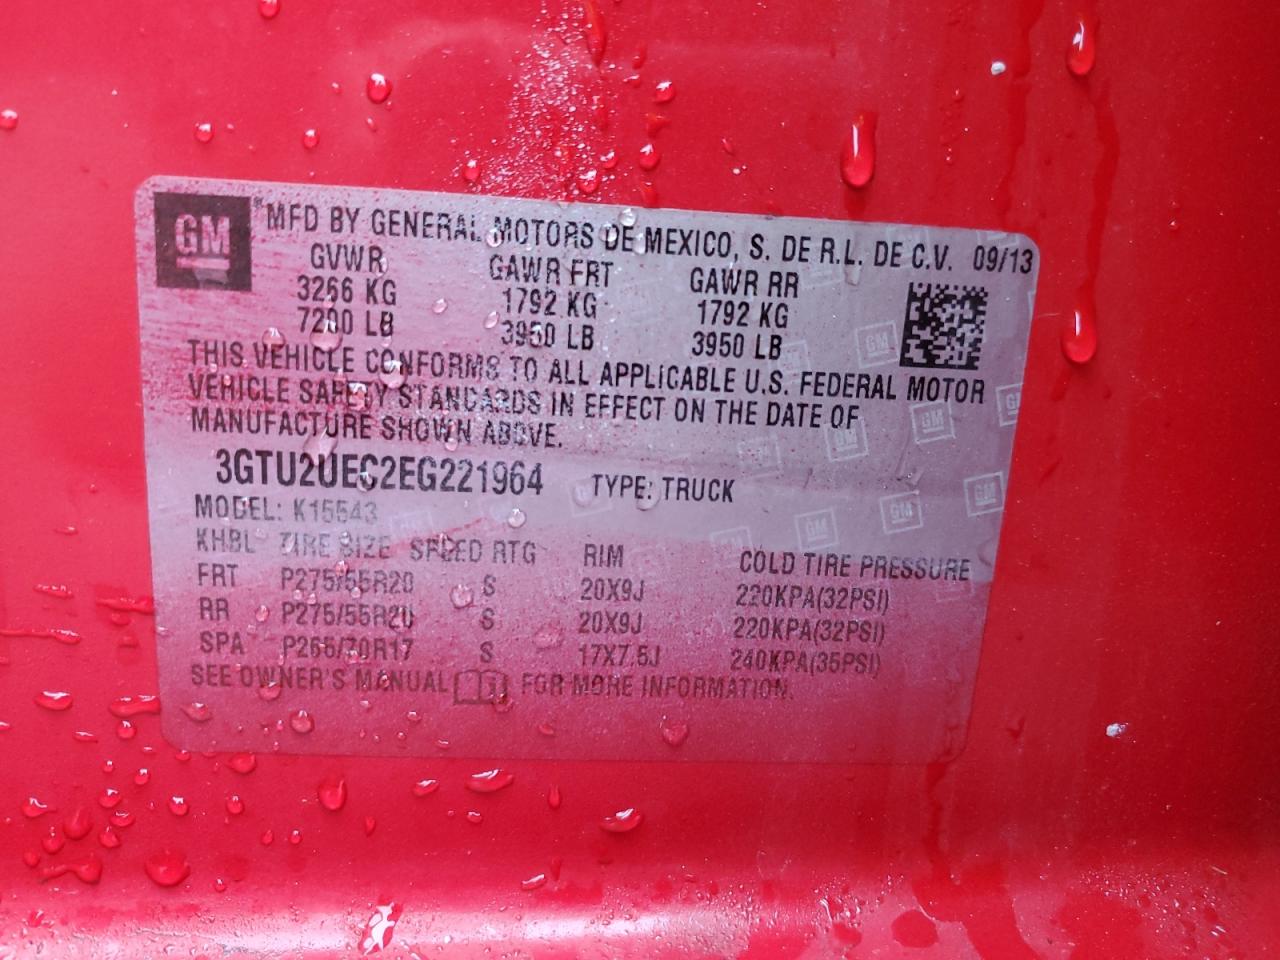 GM
MFD BY GENERAL MOTORS DE MEXICO, S. DE R.L. DE C.V. 09/13
GVWR GAWR FRT GAWR RR
3266 KG 1792 KG 1792 KG
7200 LB 3950 LB 3950 LB
THIS VEHICLE CONFORMS TO ALL APPLICABLE U.S. FEDERAL MOTOR
VEHICLE SAFETY STANDARDS IN EFFECT ON THE DATE OF
MANUFACTURE SHOWN ABOVE.
3GTU2UEC2EG221964 TYPE: TRUCK
MODEL: K15543
KHBL TIRE SIZE SPEED RTG RIM COLD TIRE PRESSURE
FRT P275/55R20 S 20X9J 220KPA(32PSI)
RR P275/55R20 S 20X9J 220KPA(32PSI)
SPA P265/70R17 S 17X7.5J 240KPA(35PSI)
SEE OWNER'S MANUAL FOR MORE INFORMATION.